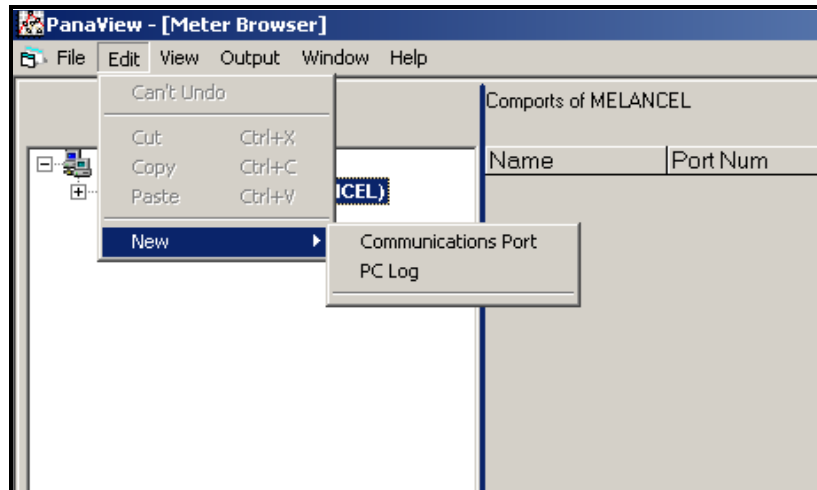 PanaView - [Meter Browser]
File Edit View Output Window Help
Can't Undo
Cut Ctrl+X
Copy Ctrl+C
Paste Ctrl+V
New
Communications Port
PC Log
ICEL)
Comports of MELANCEL
Name Port Num